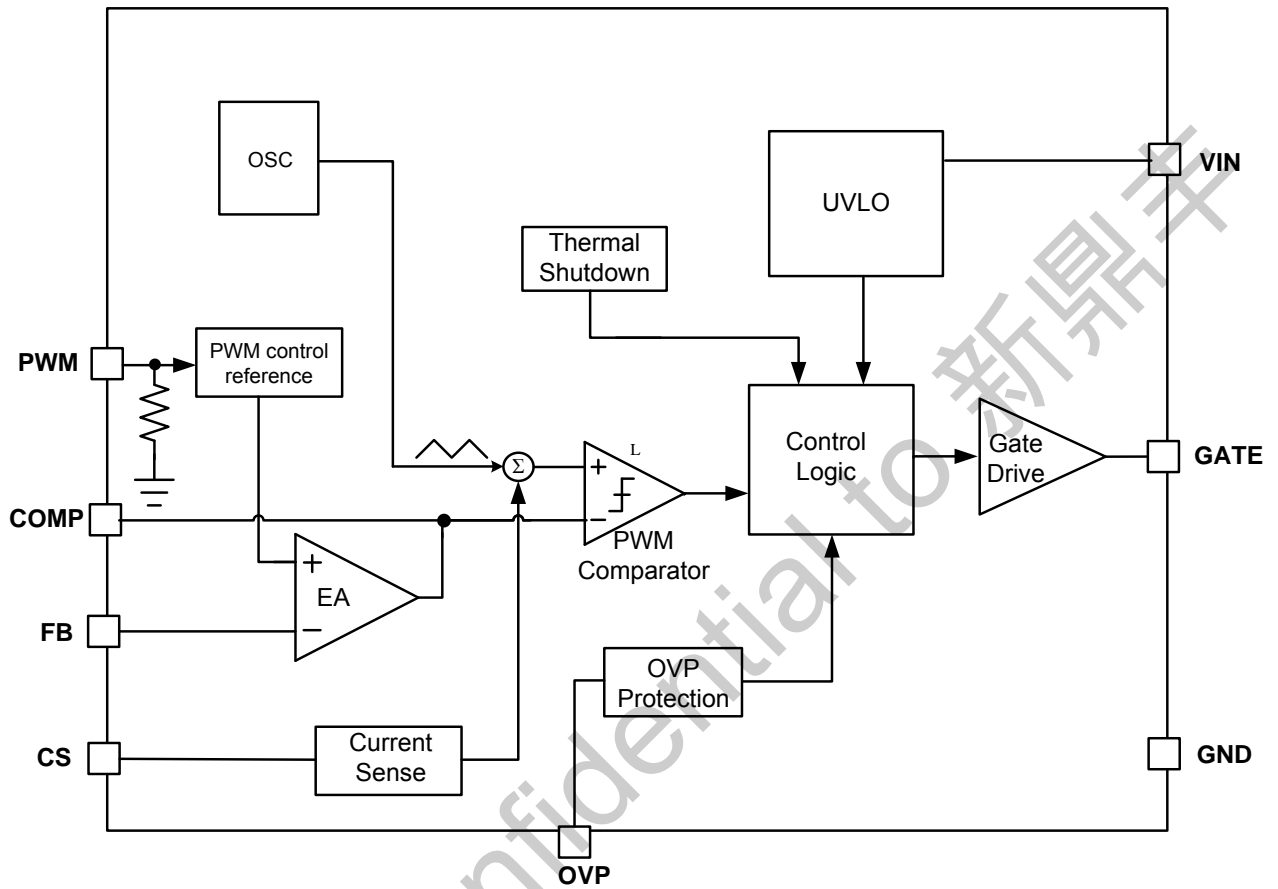 OSC
UVLO
VIN
Thermal
Shutdown
PWM
PWM control
reference
L
Σ
+
−
PWM
Comparator
Control
Logic
Gate
Drive
GATE
COMP
+
EA
−
FB
OVP
Protection
CS
Current
Sense
GND
OVP
nfidential to 新鼎丰